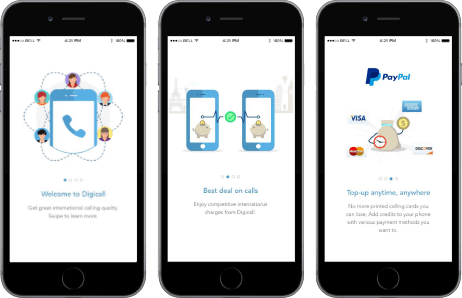 BELL
4:21 PM
100%
Welcome to Digicall
Get great international calling quality.
Swipe to learn more.
BELL
4:21 PM
100%
Best deal on calls
Enjoy competitive international
charges from Digicall.
BELL
4:21 PM
100%
PayPal
VISA
DISCOVER
Top-up anytime, anywhere
No more printed calling cards you
can lose; Add credits to your phone
with various payment methods you
want to.